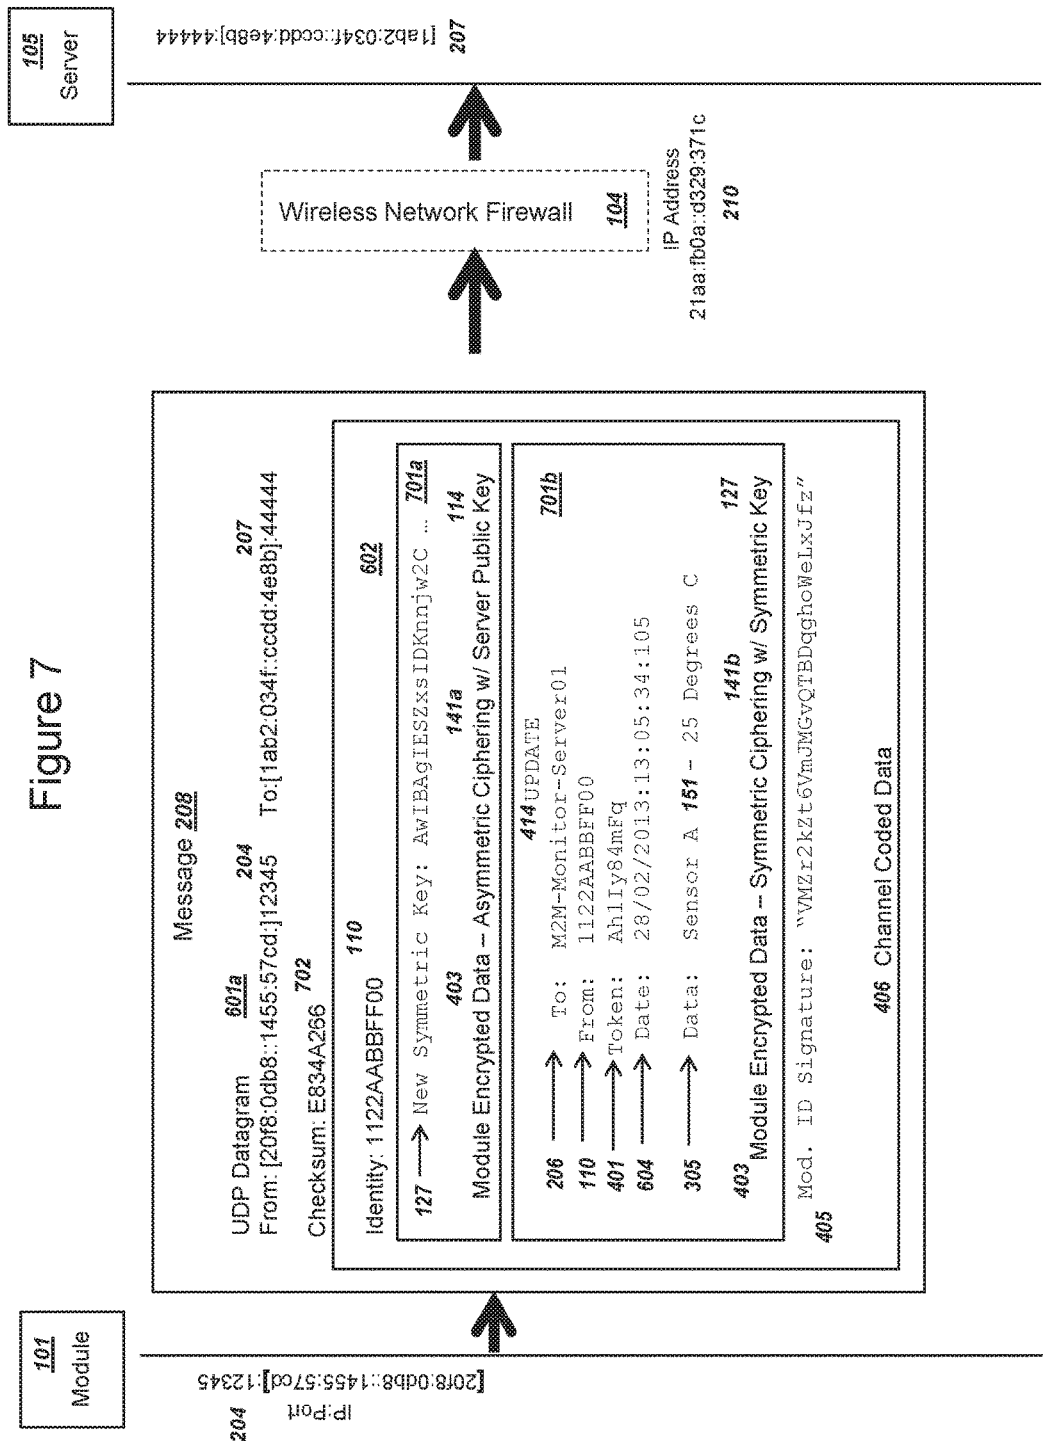 Figure 7
101
Module
105
Server
204
IP:Port
[20f8:0db8::1455:57cd]:12345
Message 208
UDP Datagram 601a 204 207
From: [20f8:0db8::1455:57cd:]12345 To:[1ab2:034f::ccdd:4e8b]:44444
702
Checksum: E834A266
110
Identity: 1122AABBFF00 602
127 New Symmetric Key: AwIBAgIESZxsIDKnnjw2C … 701a
403 141a 114
Module Encrypted Data – Asymmetric Ciphering w/ Server Public Key
414 UPDATE
206 To: M2M-Monitor-Server01 701b
110 From: 1122AABBFF00
401 Token: AhlIy84mFq
604 Date: 28/02/2013:13:05:34:105
305 Data: Sensor A 151 – 25 Degrees C
403 141b 127
Module Encrypted Data – Symmetric Ciphering w/ Symmetric Key
Mod. ID Signature: “VMZr2kZt6VmJMGvQTBDqghoWeLxJfz”
405
406 Channel Coded Data
Wireless Network Firewall 104
IP Address
21aa:fb0a::d329:371c
210
[1ab2:034f::ccdd:4e8b]:44444
207